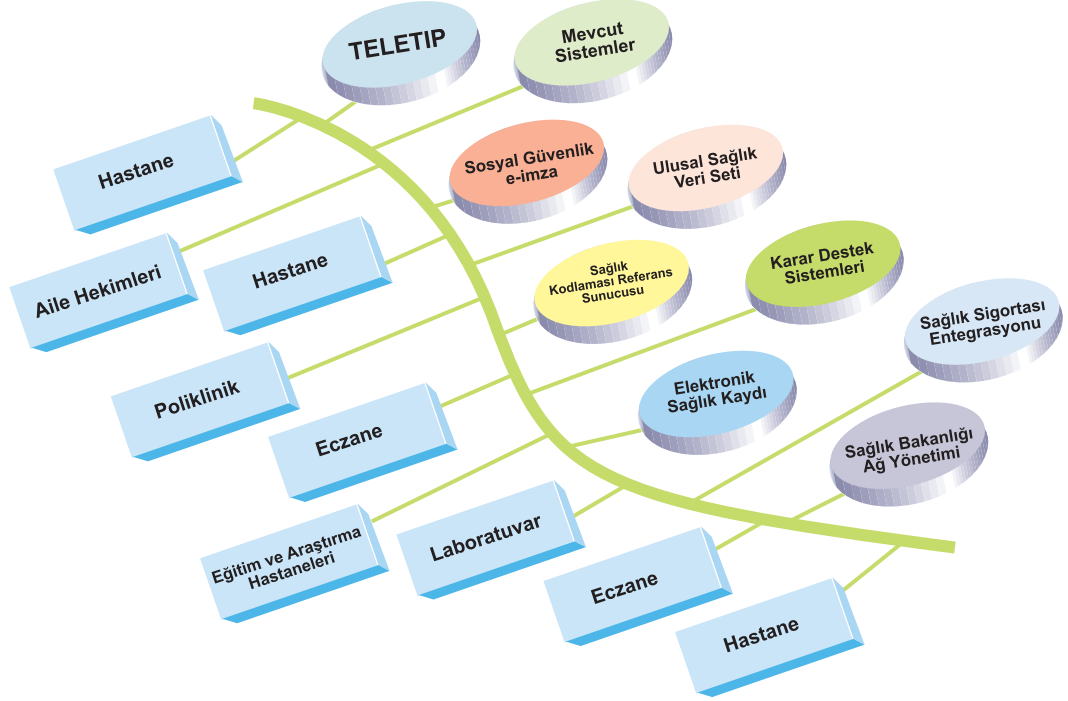 TELETIP
Mevcut
Sistemler
Hastane
Sosyal Güvenlik
e-imza
Ulusal Sağlık
Veri Seti
Aile Hekimleri
Hastane
Sağlık
Kodlaması Referans
Sunucusu
Karar Destek
Sistemleri
Sağlık Sigortası
Entegrasyonu
Poliklinik
Eczane
Elektronik
Sağlık Kaydı
Sağlık Bakanlığı
Ağ Yönetimi
Eğitim ve Araştırma
Hastaneleri
Laboratuvar
Eczane
Hastane